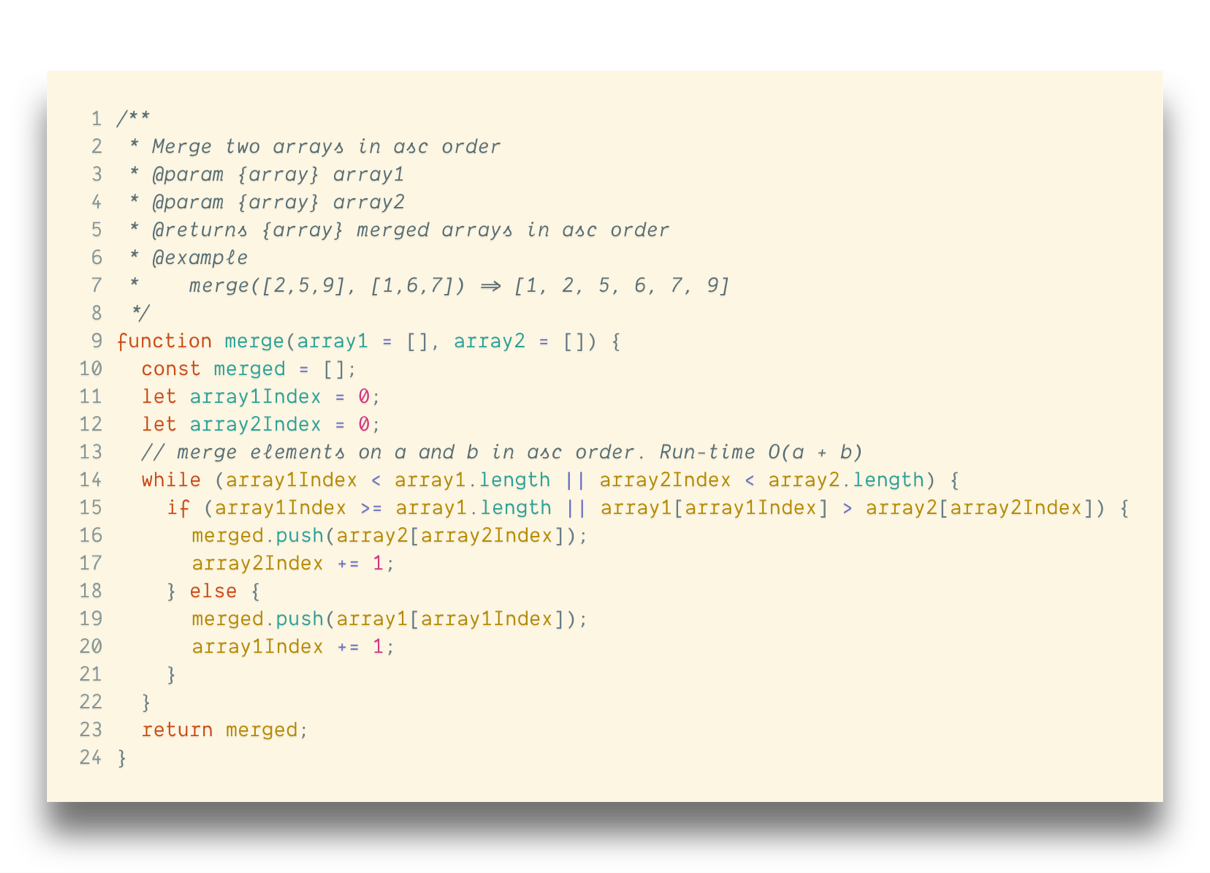 1 /**
2  * Merge two arrays in asc order
3  * @param {array} array1
4  * @param {array} array2
5  * @returns {array} merged arrays in asc order
6  * @example
7  *    merge([2,5,9], [1,6,7]) => [1, 2, 5, 6, 7, 9]
8  */
9 function merge(array1 = [], array2 = []) {
10   const merged = [];
11   let array1Index = 0;
12   let array2Index = 0;
13   // merge elements on a and b in asc order. Run-time O(a + b)
14   while (array1Index < array1.length || array2Index < array2.length) {
15     if (array1Index >= array1.length || array1[array1Index] > array2[array2Index]) {
16       merged.push(array2[array2Index]);
17       array2Index += 1;
18     } else {
19       merged.push(array1[array1Index]);
20       array1Index += 1;
21     }
22   }
23   return merged;
24 }